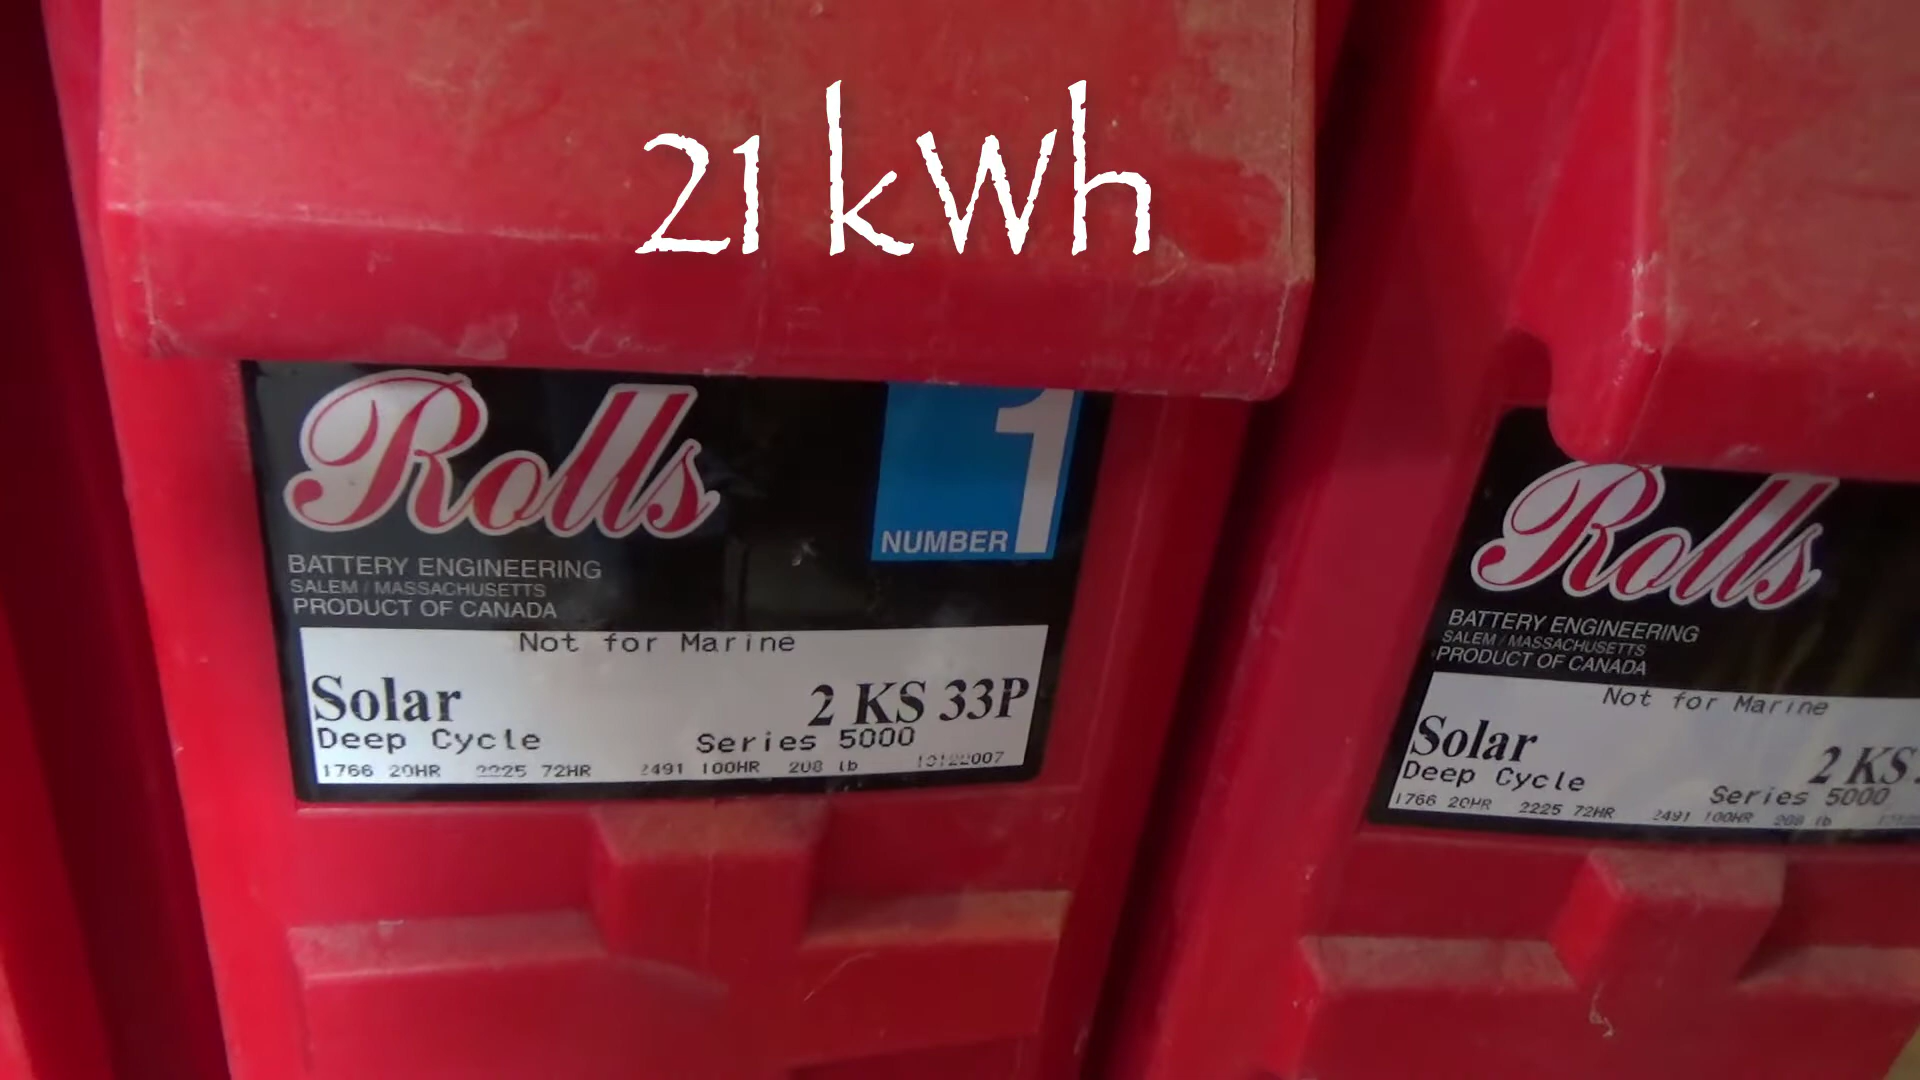 21 kWh
Rolls
NUMBER 1
BATTERY ENGINEERING
SALEM / MASSACHUSETTS
PRODUCT OF CANADA
Not for Marine
Solar 2 KS 33P
Deep Cycle Series 5000
1766 20HR 2225 72HR 2491 100HR 208 lb
Rolls
BATTERY ENGINEERING
SALEM / MASSACHUSETTS
PRODUCT OF CANADA
Not for Marine
Solar 2 KS
Deep Cycle Series 5000
1766 20HR 2225 72HR 2491 100HR 208 lb